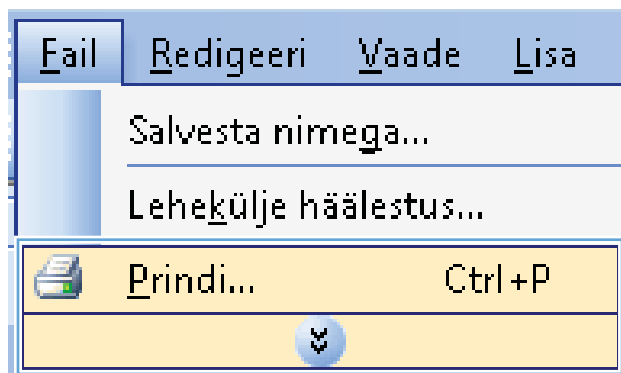 Fail Redigeeri Vaade Lisa
Salvesta nimega...
Lehekülje häälestus...
Prindi... Ctrl+P